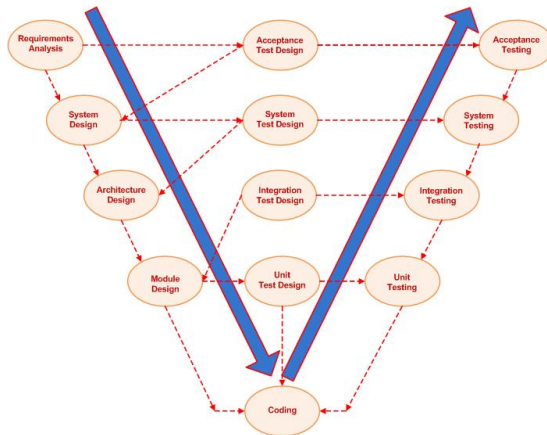 Requirements
Analysis
Acceptance
Test Design
Acceptance
Testing
System
Design
System
Test Design
System
Testing
Architecture
Design
Integration
Test Design
Integration
Testing
Module
Design
Unit
Test Design
Unit
Testing
Coding